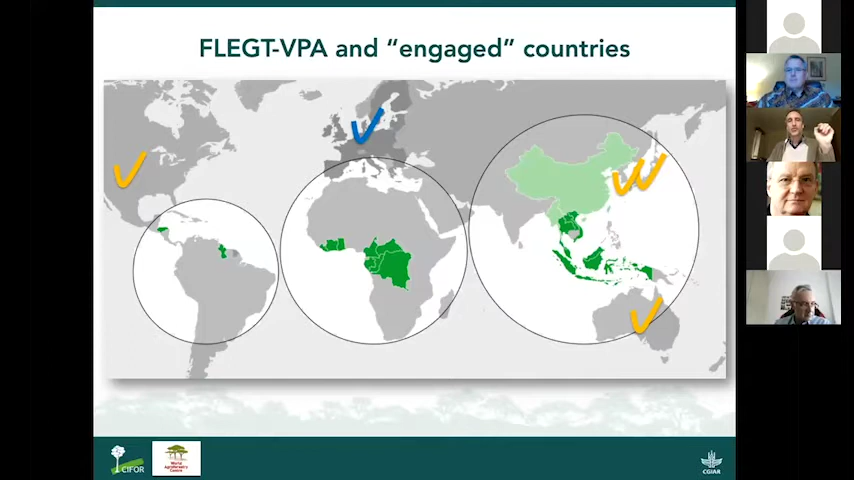 FLEGT-VPA and “engaged” countries
CIFOR
World
Agroforestry
Centre
CGIAR